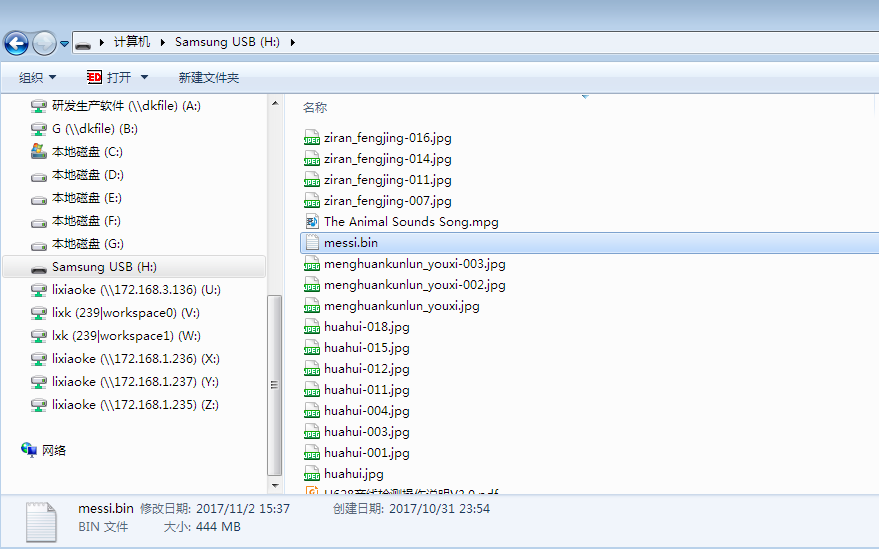 计算机 Samsung USB (H:)
组织 打开 新建文件夹
研发生产软件 (\\dkfile) (A:)
G (\\dkfile) (B:)
本地磁盘 (C:)
本地磁盘 (D:)
本地磁盘 (E:)
本地磁盘 (F:)
本地磁盘 (G:)
Samsung USB (H:)
lixiaoke (\\172.168.3.136) (U:)
lixk (239|workspace0) (V:)
lxk (239|workspace1) (W:)
lixiaoke (\\172.168.1.236) (X:)
lixiaoke (\\172.168.1.237) (Y:)
lixiaoke (\\172.168.1.235) (Z:)
网络
名称
ziran_fengjing-016.jpg
ziran_fengjing-014.jpg
ziran_fengjing-011.jpg
ziran_fengjing-007.jpg
The Animal Sounds Song.mpg
messi.bin
menghuankunlun_youxi-003.jpg
menghuankunlun_youxi-002.jpg
menghuankunlun_youxi.jpg
huahui-018.jpg
huahui-015.jpg
huahui-012.jpg
huahui-011.jpg
huahui-004.jpg
huahui-003.jpg
huahui-001.jpg
huahui.jpg
messi.bin 修改日期: 2017/11/2 15:37 创建日期: 2017/10/31 23:54
BIN 文件 大小: 444 MB